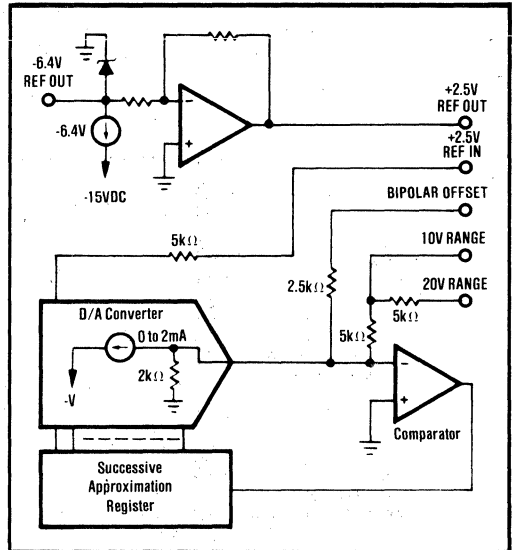 -6.4V
REF OUT
-6.4V
-15VDC
-
+
+2.5V
REF OUT
+2.5V
REF IN
BIPOLAR OFFSET
10V RANGE
20V RANGE
5kΩ
2.5kΩ
5kΩ
5kΩ
D/A Converter
0 to 2mA
2kΩ
-V
-
+
Comparator
Successive
Approximation
Register